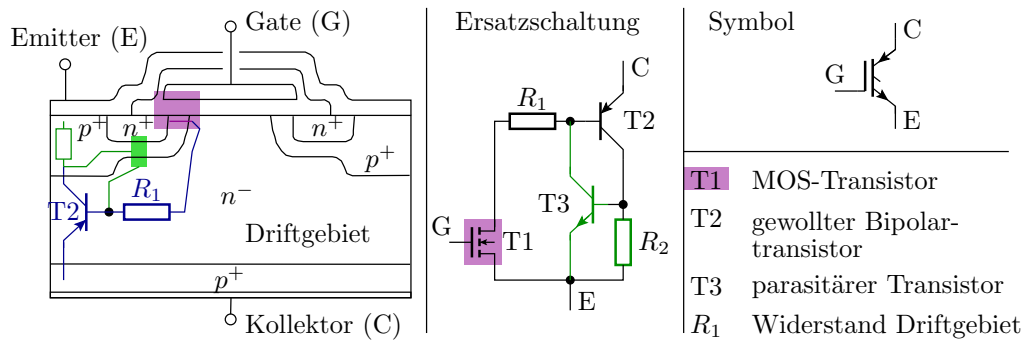 Emitter (E)
Gate (G)
p⁺
n⁺
n⁺
p⁺
T2
R₁
n⁻
Driftgebiet
p⁺
Kollektor (C)
Ersatzschaltung
C
R₁
T2
T3
G
T1
R₂
E
Symbol
C
G
E
T1 MOS-Transistor
T2 gewollter Bipolar-
transistor
T3 parasitärer Transistor
R₁ Widerstand Driftgebiet